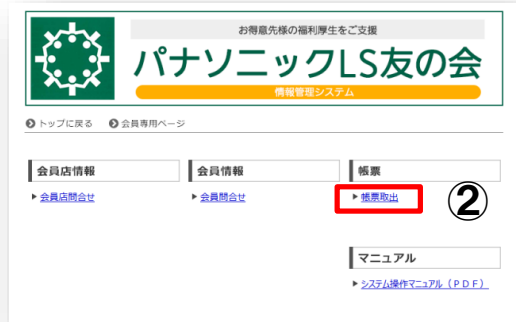 お得意先様の福利厚生をご支援
パナソニックLS友の会
情報管理システム
トップに戻る 会員専用ページ
会員店情報 会員情報 帳票
会員店問合せ 会員問合せ 帳票取出
②
マニュアル
システム操作マニュアル（ＰＤＦ）